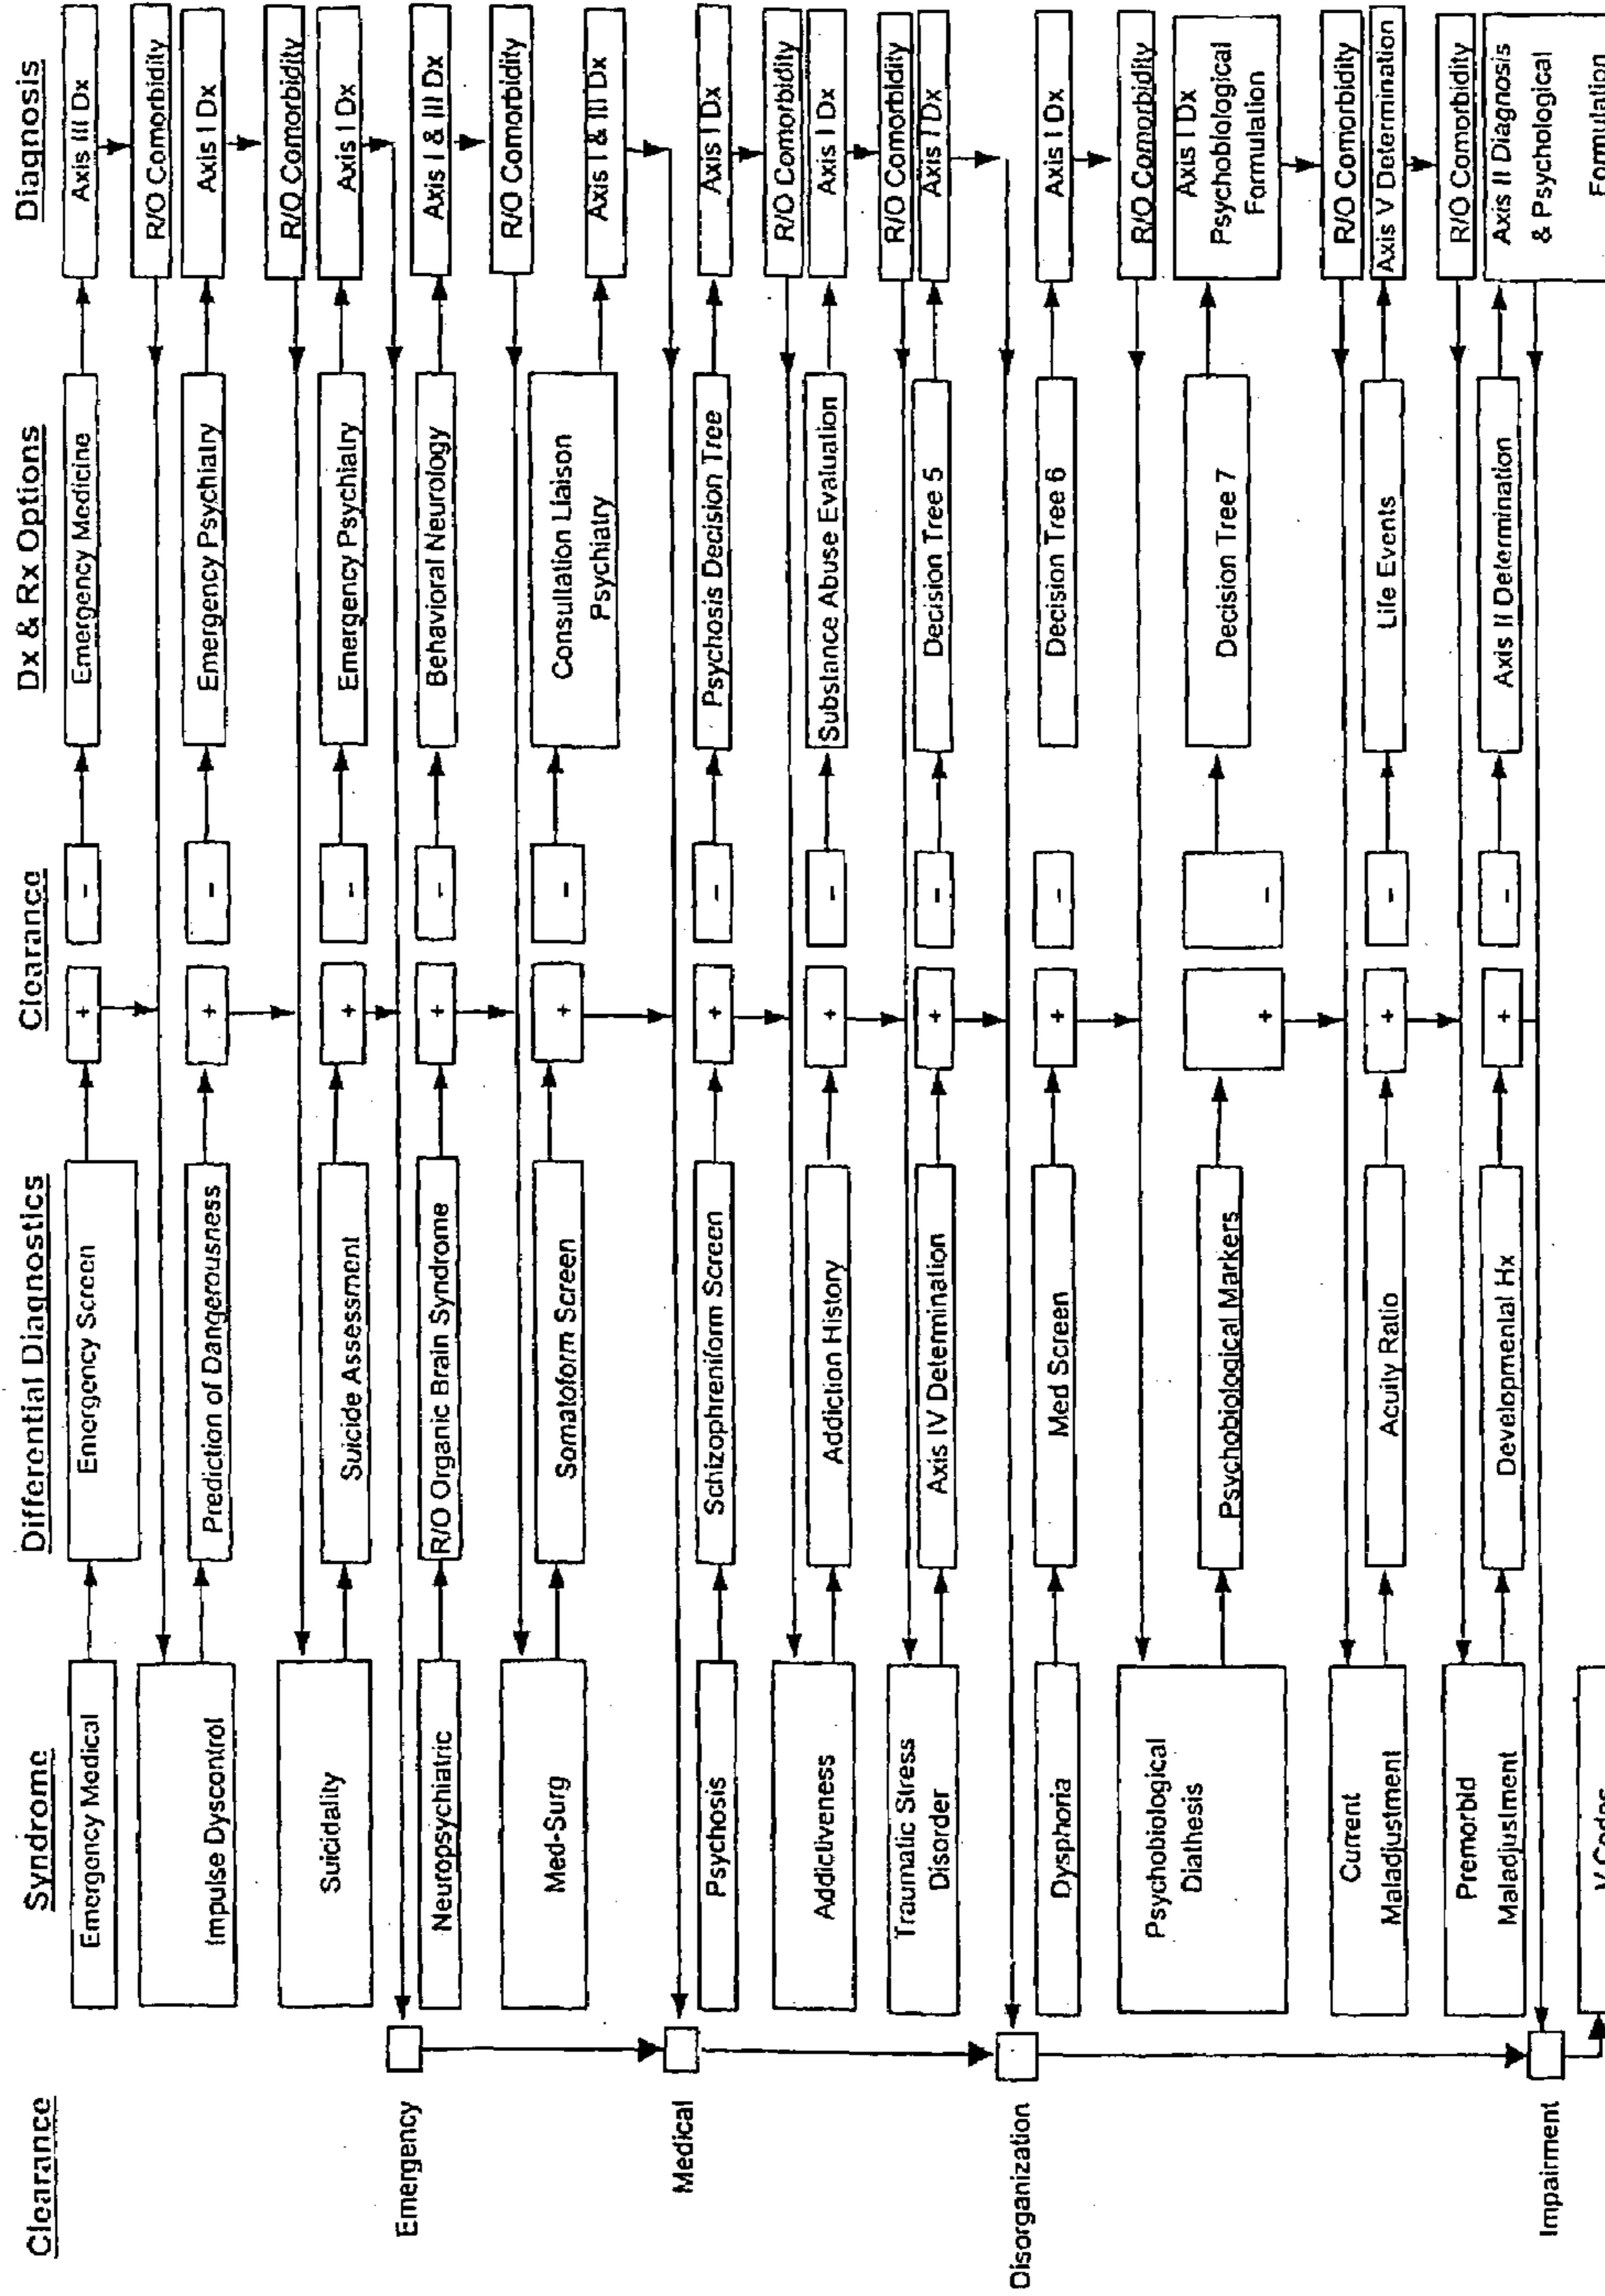 Clearance
Syndrome
Differential Diagnostics
Clearance
Dx & Rx Options
Diagnosis
Emergency Medical
Emergency Screen
+
-
Emergency Medicine
Axis III Dx
R/O Comorbidity
Impulse Dyscontrol
Prediction of Dangerousness
+
-
Emergency Psychiatry
Axis I Dx
R/O Comorbidity
Suicidality
Suicide Assessment
+
-
Emergency Psychiatry
Axis I Dx
Emergency
Neuropsychiatric
R/O Organic Brain Syndrome
+
-
Behavioral Neurology
Axis I & III Dx
R/O Comorbidity
Med-Surg
Somatoform Screen
+
-
Consultation Liaison
Psychiatry
Axis I & III Dx
Medical
Psychosis
Schizophreniform Screen
+
-
Psychosis Decision Tree
Axis I Dx
R/O Comorbidity
Addictiveness
Addiction History
+
-
Substance Abuse Evaluation
Axis I Dx
R/O Comorbidity
Traumatic Stress
Disorder
Axis IV Determination
+
-
Decision Tree 5
Axis I Dx
Disorganization
Dysphoria
Med Screen
+
-
Decision Tree 6
Axis I Dx
R/O Comorbidity
Psychobiological
Diathesis
Psychobiological Markers
+
-
Decision Tree 7
Axis I Dx
Psychobiological
Formulation
R/O Comorbidity
Current
Maladjustment
Acuity Ratio
+
-
Life Events
Axis V Determination
R/O Comorbidity
Premorbid
Maladjustment
Developmental Hx
+
-
Axis II Determination
Axis II Diagnosis
& Psychological
Formulation
Impairment
V Codes